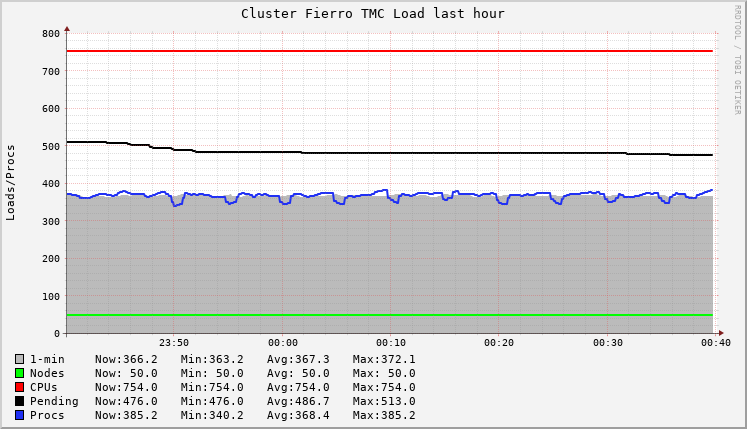 Cluster Fierro TMC Load last hour
RRDTOOL / TOBI OETIKER
Loads/Procs
800
700
600
500
400
300
200
100
0
23:50 00:00 00:10 00:20 00:30 00:40
1-min Now:366.2 Min:363.2 Avg:367.3 Max:372.1
Nodes Now: 50.0 Min: 50.0 Avg: 50.0 Max: 50.0
CPUs Now:754.0 Min:754.0 Avg:754.0 Max:754.0
Pending Now:476.0 Min:476.0 Avg:486.7 Max:513.0
Procs Now:385.2 Min:340.2 Avg:368.4 Max:385.2